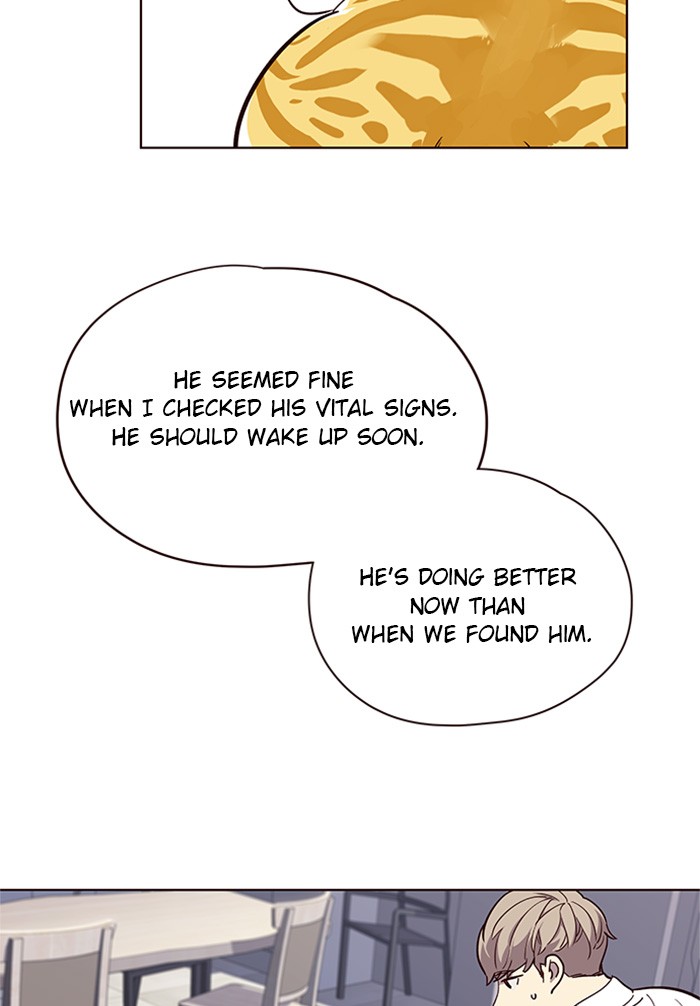 HE SEEMED FINE
WHEN I CHECKED HIS VITAL SIGNS.
HE SHOULD WAKE UP SOON.
HE'S DOING BETTER
NOW THAN
WHEN WE FOUND HIM.